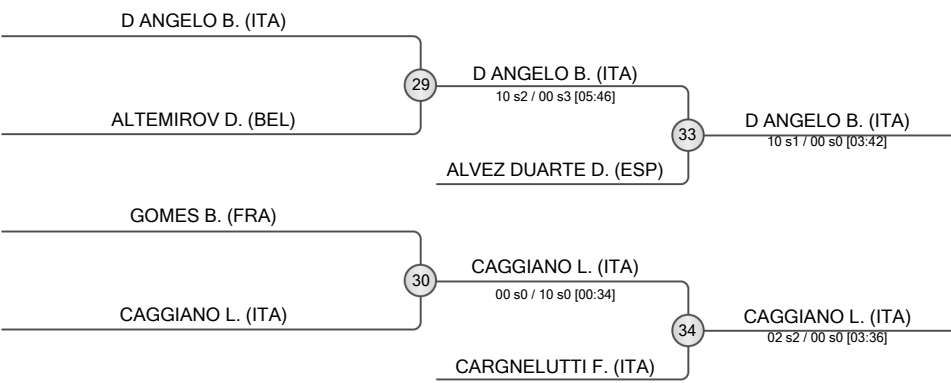 D ANGELO B. (ITA)
29
D ANGELO B. (ITA)
10 s2 / 00 s3 [05:46]
ALTEMIROV D. (BEL)
33
D ANGELO B. (ITA)
10 s1 / 00 s0 [03:42]
ALVEZ DUARTE D. (ESP)
GOMES B. (FRA)
30
CAGGIANO L. (ITA)
00 s0 / 10 s0 [00:34]
CAGGIANO L. (ITA)
34
CAGGIANO L. (ITA)
02 s2 / 00 s0 [03:36]
CARGNELUTTI F. (ITA)